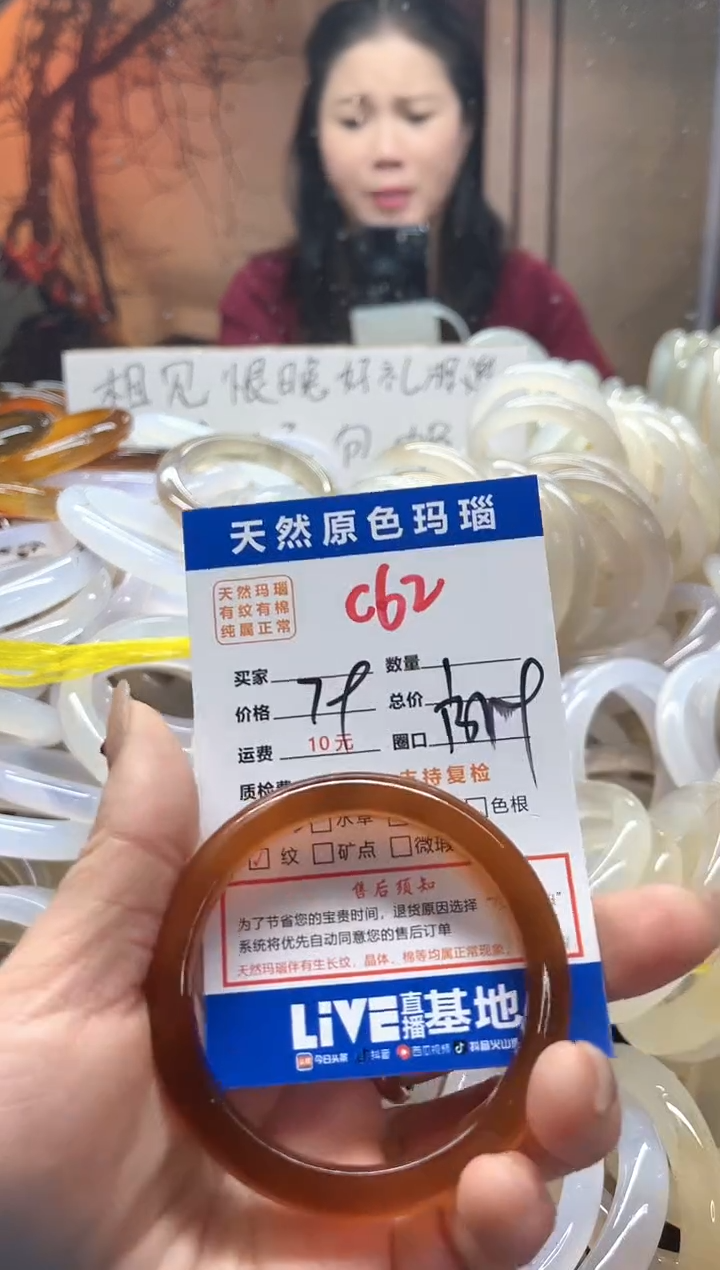 相见恨晚好礼相送
天然原色玛瑙
天然玛瑙
有纹有棉
纯属正常
C62
买家
数量
价格
总价
运费 10元 圈口
质检费
支持复检
水草
色根
纹 矿点 微瑕
售后须知
为了节省您的宝贵时间，退货原因选择
系统将优先自动同意您的售后订单
天然玛瑙伴有生长纹，晶体、棉等均属正常现象
LiVE直播基地
今日头条 抖音 西瓜视频 抖音火山